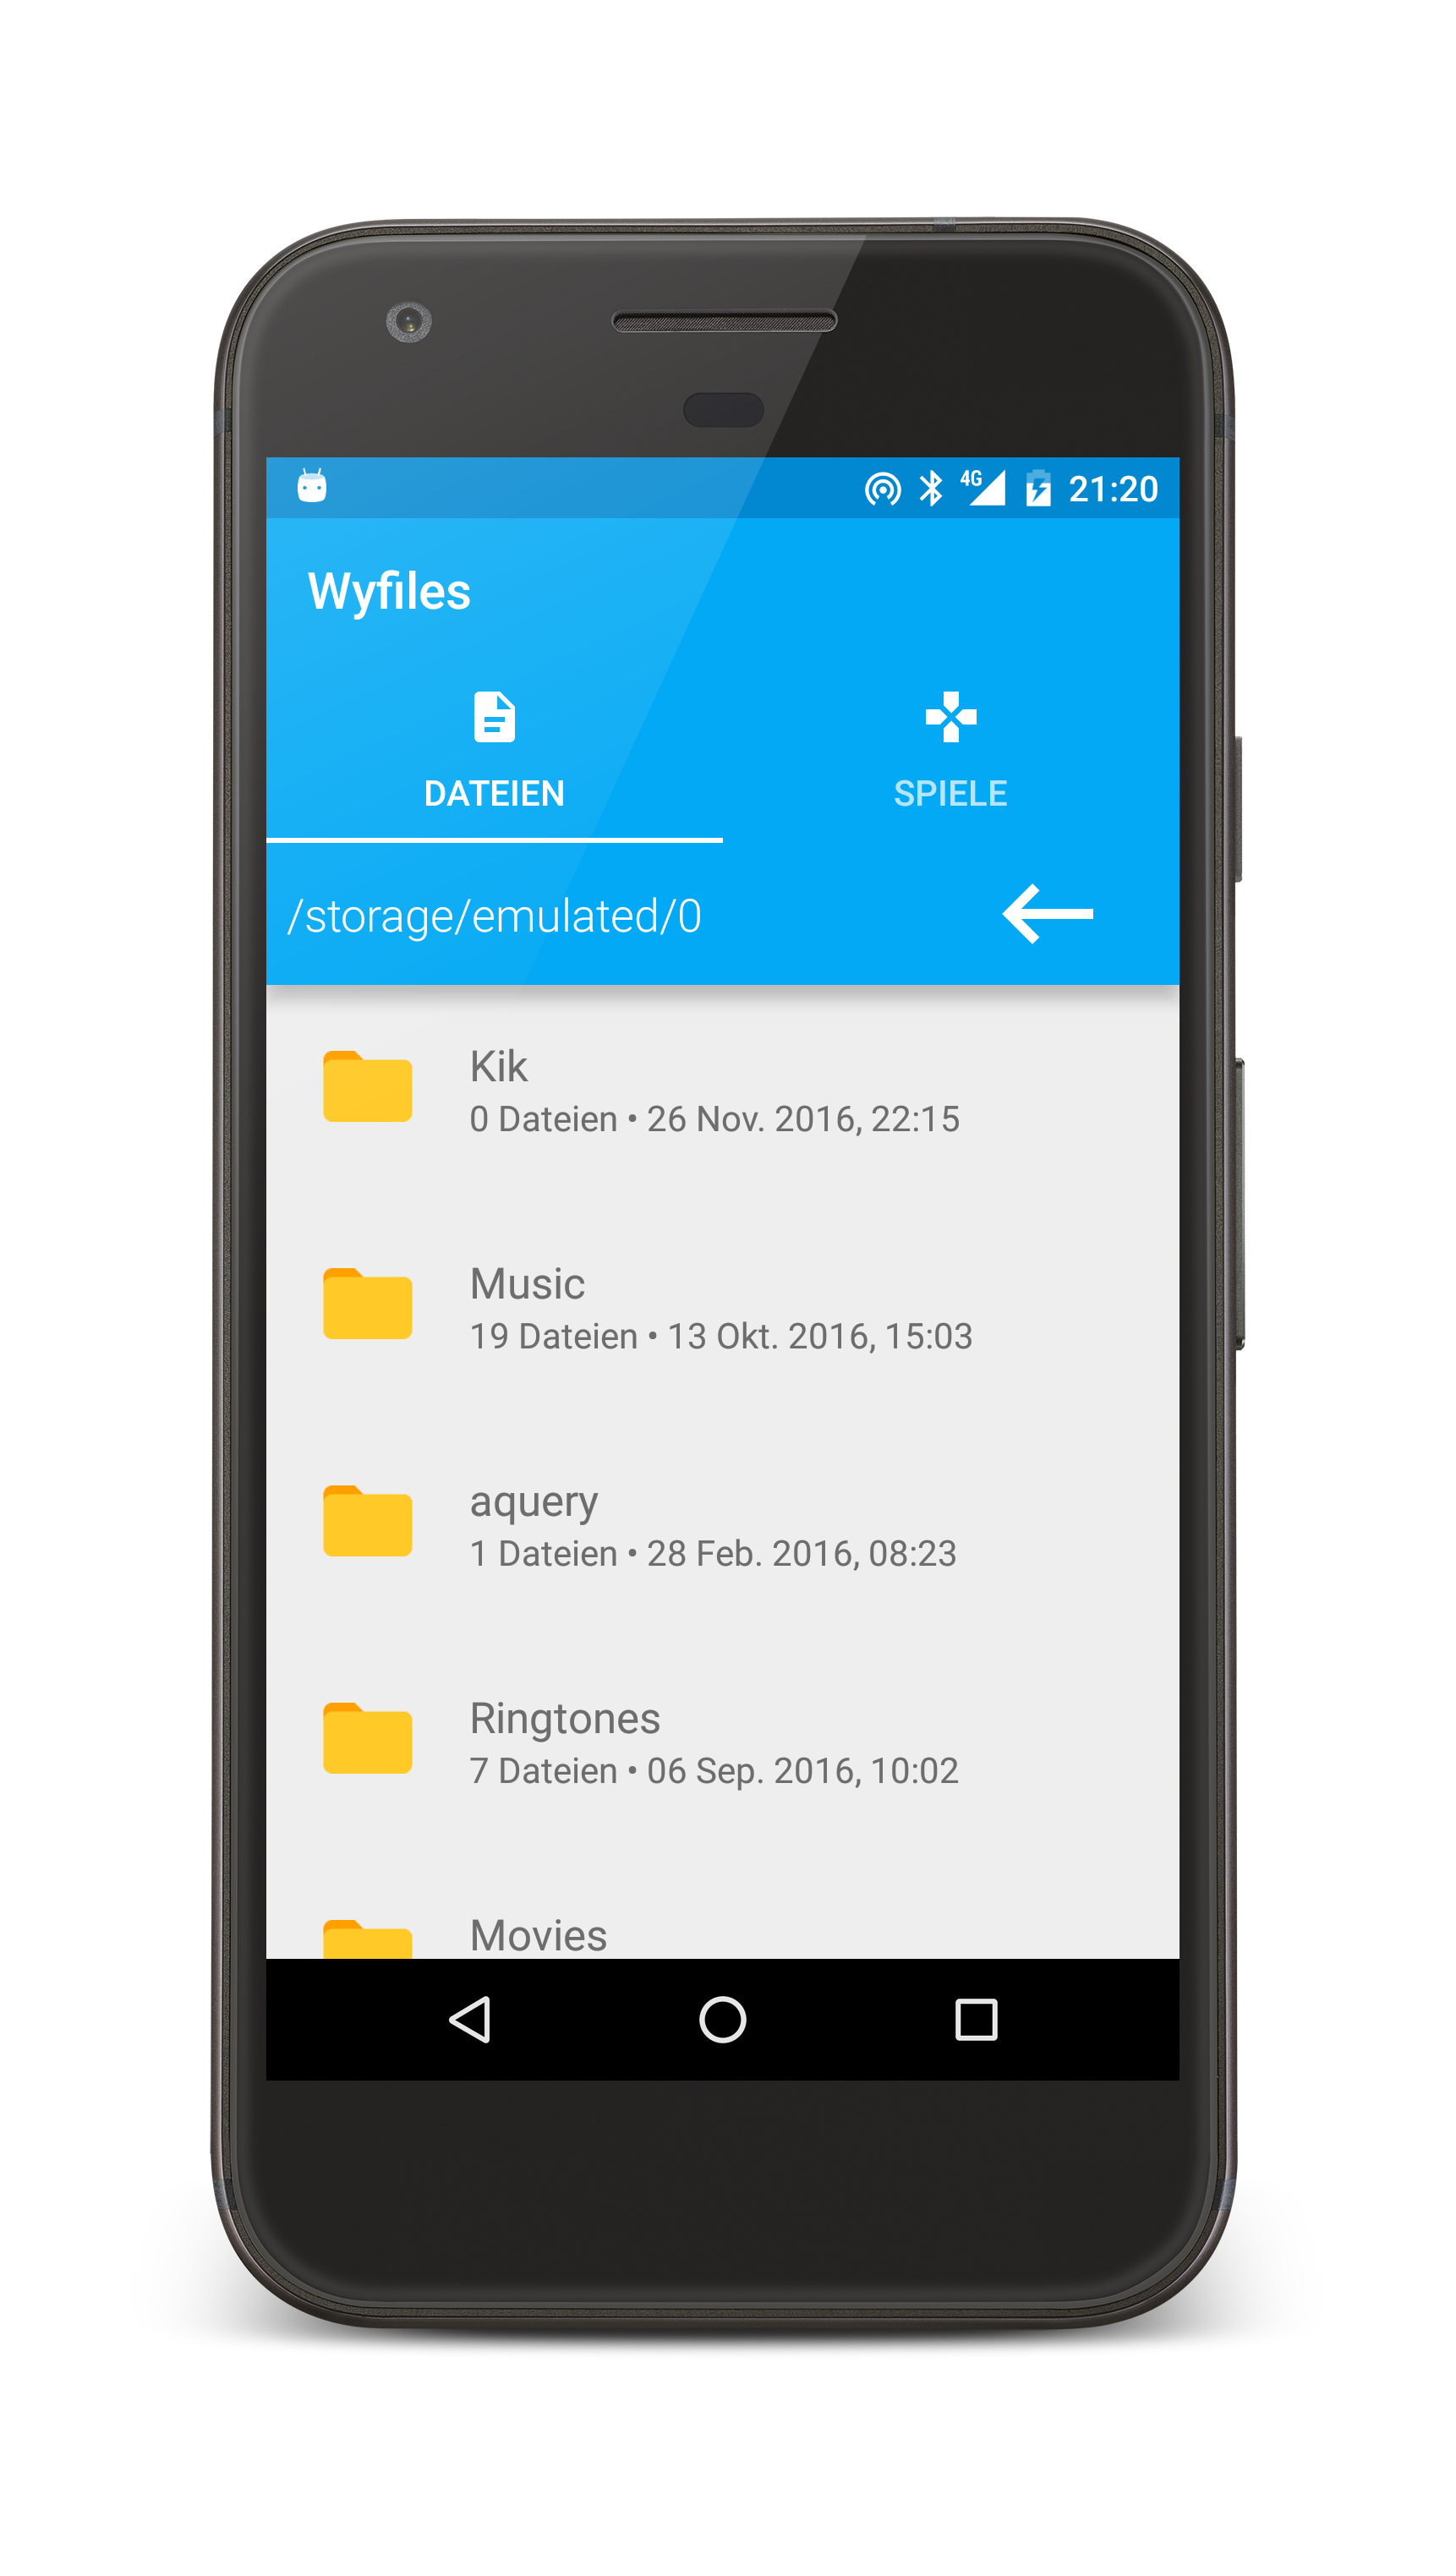 4G 21:20
Wyfiles
DATEIEN SPIELE
/storage/emulated/0
Kik
0 Dateien • 26 Nov. 2016, 22:15
Music
19 Dateien • 13 Okt. 2016, 15:03
aquery
1 Dateien • 28 Feb. 2016, 08:23
Ringtones
7 Dateien • 06 Sep. 2016, 10:02
Movies